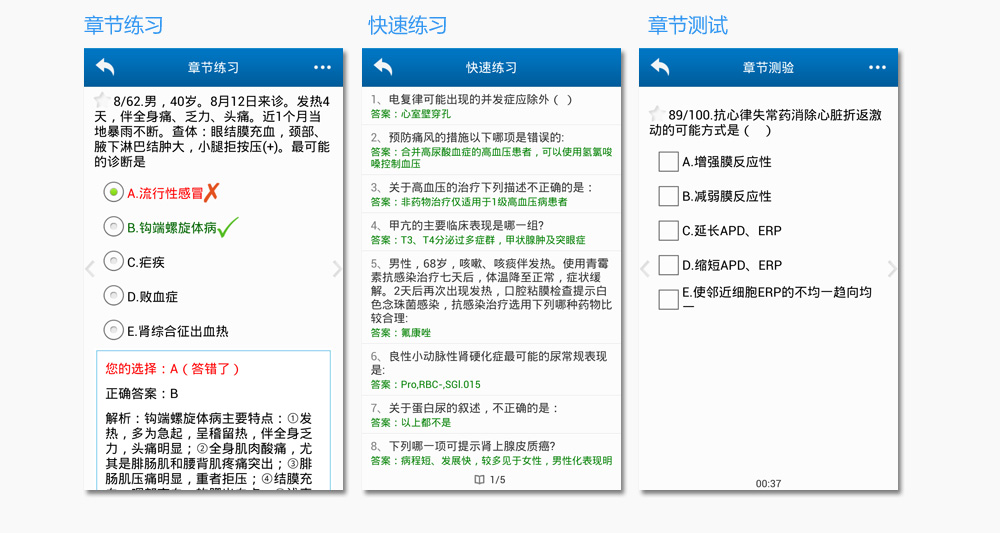 章节练习
快速练习
章节测试
章节练习
8/62.男，40岁。8月12日来诊。发热4
天，伴全身痛、乏力、头痛。近1个月当
地暴雨不断。查体：眼结膜充血，颈部、
腋下淋巴结肿大，小腿拒按压(+)。最可能
的诊断是
A.流行性感冒
B.钩端螺旋体病
C.疟疾
D.败血症
E.肾综合征出血热
您的选择：A（答错了）
正确答案：B
解析：钩端螺旋体病主要特点：①发
热，多为急起，呈稽留热，伴全身乏
力，头痛明显；②全身肌肉酸痛，尤
其是腓肠肌和腰背肌疼痛突出；③腓
肠肌压痛明显，重者拒压；④结膜充
快速练习
1、电复律可能出现的并发症应除外（ ）
答案：心室壁穿孔
2、预防痛风的措施以下哪项是错误的:
答案：合并高尿酸血症的高血压患者，可以使用氢氯噻
嗪控制血压
3、关于高血压的治疗下列描述不正确的是：
答案：非药物治疗仅适用于1级高血压病患者
4、甲亢的主要临床表现是哪一组?
答案：T3、T4分泌过多症群，甲状腺肿及突眼症
5、男性，68岁，咳嗽、咳痰伴发热。使用青霉
素抗感染治疗七天后，体温降至正常，症状缓
解。2天后再次出现发热，口腔粘膜检查提示白
色念珠菌感染，抗感染治疗选用下列哪种药物比
较合理:
答案：氟康唑
6、良性小动脉性肾硬化症最可能的尿常规表现
是:
答案：Pro,RBC-,SGl.015
7、关于蛋白尿的叙述，不正确的是：
答案：以上都不是
8、下列哪一项可提示肾上腺皮质癌?
答案：病程短、发展快，较多见于女性，男性化表现明
1/5
章节测验
89/100.抗心律失常药消除心脏折返激
动的可能方式是（ ）
A.增强膜反应性
B.减弱膜反应性
C.延长APD、ERP
D.缩短APD、ERP
E.使邻近细胞ERP的不均一趋向均
一
00:37